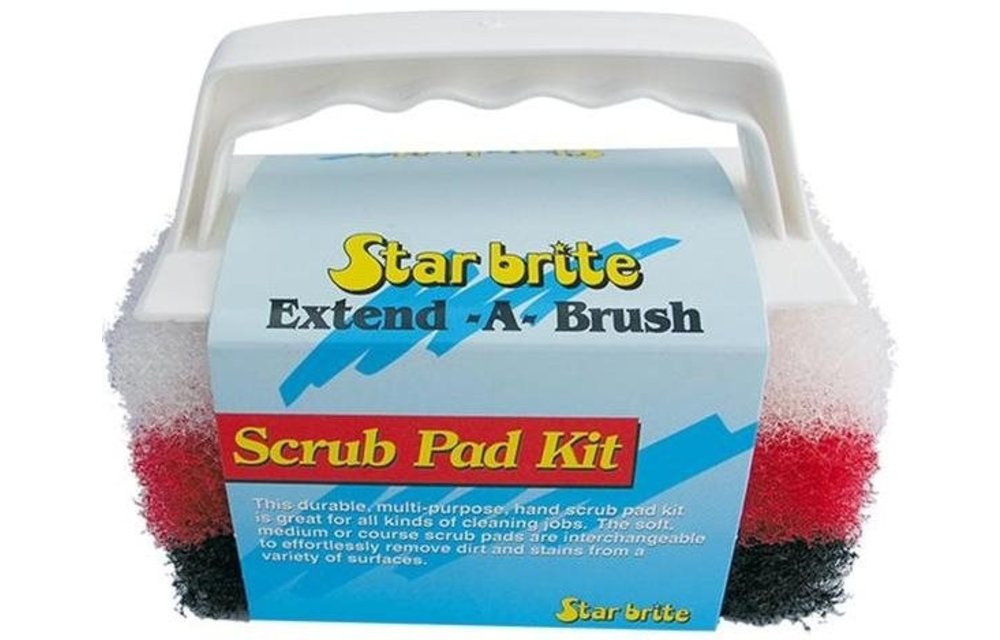 Star brite
Extend -A- Brush
Scrub Pad Kit
This durable, multi-purpose, hand scrub pad kit
is great for all kinds of cleaning jobs. The soft,
medium or course scrub pads are interchangeable
to effortlessly remove dirt and stains from a
variety of surfaces.
Star brite